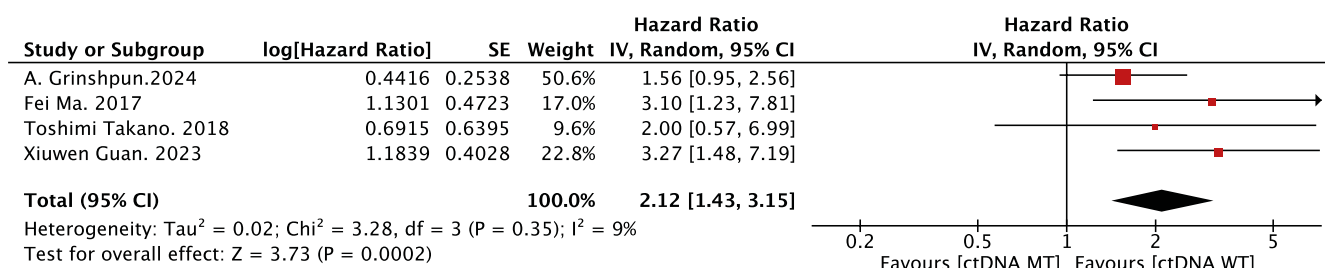 Hazard Ratio Hazard Ratio
Study or Subgroup log[Hazard Ratio] SE Weight IV, Random, 95% CI IV, Random, 95% CI
A. Grinshpun.2024 0.4416 0.2538 50.6% 1.56 [0.95, 2.56]
Fei Ma. 2017 1.1301 0.4723 17.0% 3.10 [1.23, 7.81]
Toshimi Takano. 2018 0.6915 0.6395 9.6% 2.00 [0.57, 6.99]
Xiuwen Guan. 2023 1.1839 0.4028 22.8% 3.27 [1.48, 7.19]
Total (95% CI) 100.0% 2.12 [1.43, 3.15]
Heterogeneity: Tau² = 0.02; Chi² = 3.28, df = 3 (P = 0.35); I² = 9%
Test for overall effect: Z = 3.73 (P = 0.0002)
0.2 0.5 1 2 5
Favours [ctDNA MT] Favours [ctDNA WT]